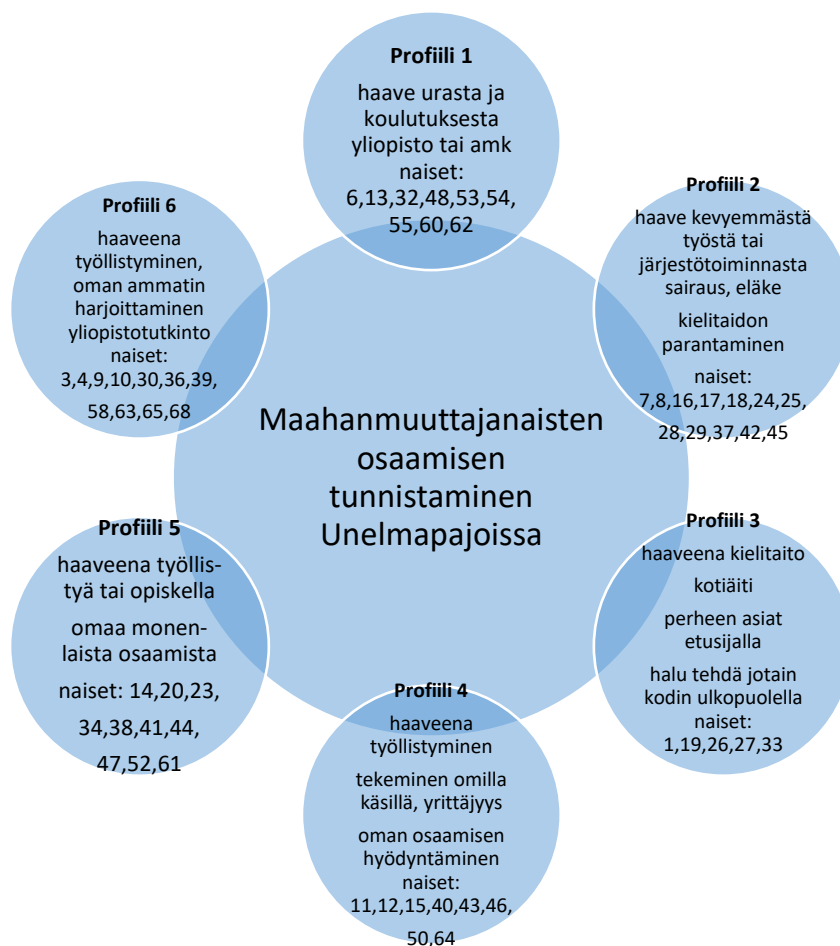 Profiili 1
haave urasta ja
koulutuksesta
yliopisto tai amk
naiset:
6,13,32,48,53,54,
55,60,62
Profiili 2
haave kevyemmästä
työstä tai
järjestötoiminnasta
sairaus, eläke
kielitaidon
parantaminen
naiset:
7,8,16,17,18,24,25,
28,29,37,42,45
Profiili 3
haaveena kielitaito
kotiäiti
perheen asiat
etusijalla
halu tehdä jotain
kodin ulkopuolella
naiset:
1,19,26,27,33
Profiili 4
haaveena
työllistyminen
tekeminen omilla
käsillä, yrittäjyys
oman osaamisen
hyödyntäminen
naiset:
11,12,15,40,43,46,
50,64
Profiili 5
haaveena työllis-
tyä tai opiskella
omaa monen-
laista osaamista
naiset: 14,20,23,
34,38,41,44,
47,52,61
Profiili 6
haaveena
työllistyminen,
oman ammatin
harjoittaminen
yliopistotutkinto
naiset:
3,4,9,10,30,36,39,
58,63,65,68
Maahanmuuttajanaisten
osaamisen
tunnistaminen
Unelmapajoissa